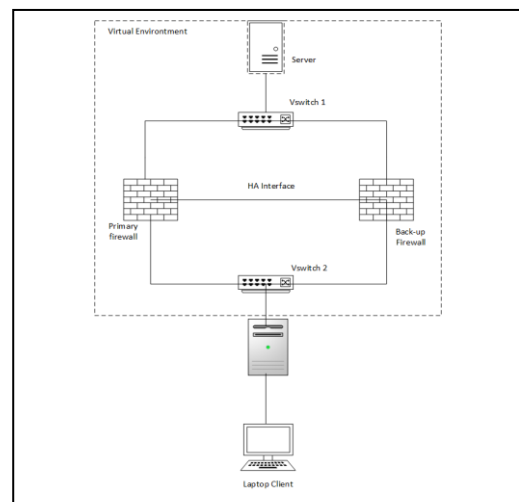 Virtual Environtment
Server
Vswitch 1
HA Interface
Primary
firewall
Back-up
Firewall
Vswitch 2
Laptop Client